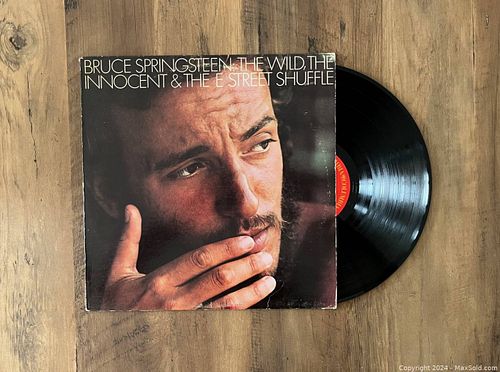 BRUCE SPRINGSTEEN: THE WILD, THE
INNOCENT & THE E STREET SHUFFLE
Copyright 2024 - MaxSold.com